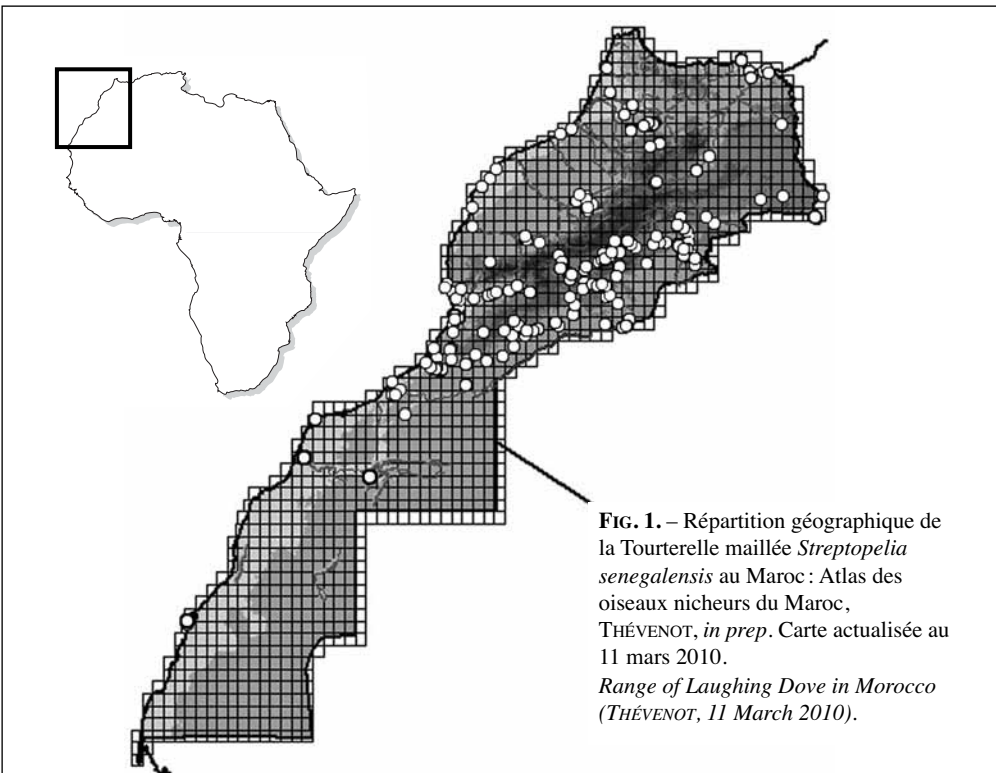 FIG. 1. – Répartition géographique de
la Tourterelle maillée Streptopelia
senegalensis au Maroc : Atlas des
oiseaux nicheurs du Maroc,
THÉVENOT, in prep. Carte actualisée au
11 mars 2010.
Range of Laughing Dove in Morocco
(THÉVENOT, 11 March 2010).